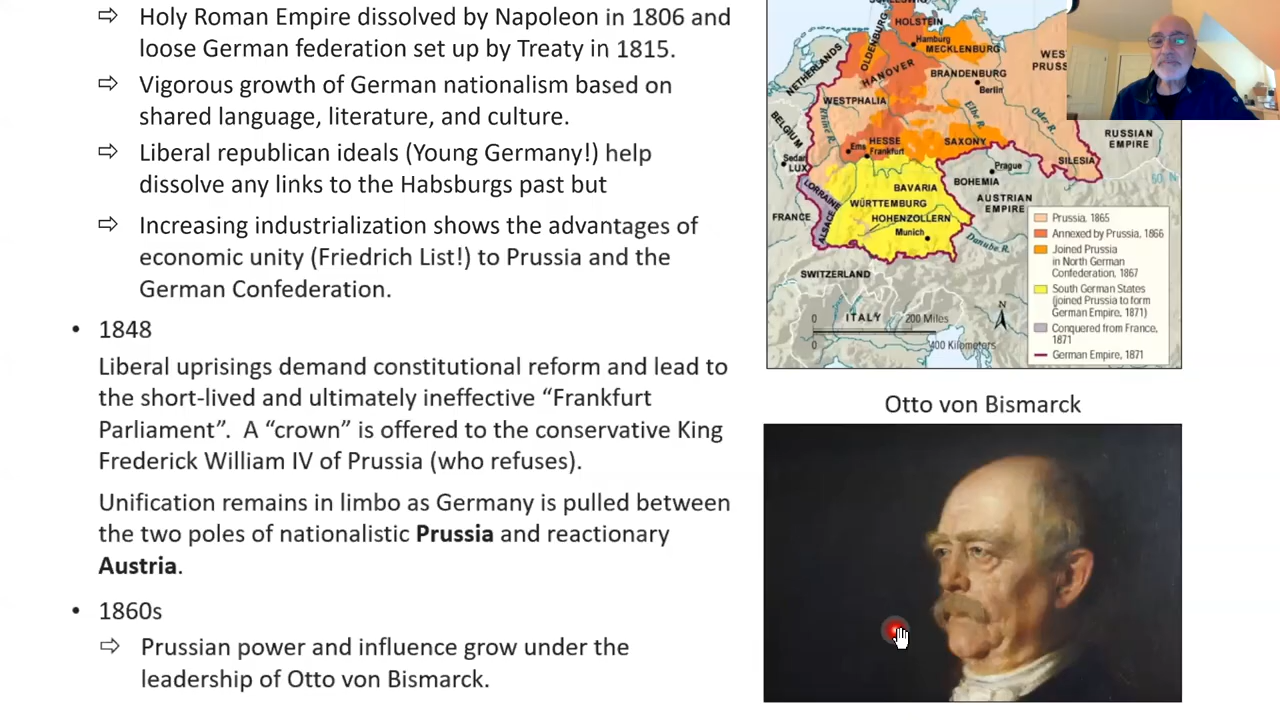 ⇨ Holy Roman Empire dissolved by Napoleon in 1806 and
loose German federation set up by Treaty in 1815.
⇨ Vigorous growth of German nationalism based on
shared language, literature, and culture.
⇨ Liberal republican ideals (Young Germany!) help
dissolve any links to the Habsburgs past but
⇨ Increasing industrialization shows the advantages of
economic unity (Friedrich List!) to Prussia and the
German Confederation.
• 1848
Liberal uprisings demand constitutional reform and lead to
the short-lived and ultimately ineffective “Frankfurt
Parliament”. A “crown” is offered to the conservative King
Frederick William IV of Prussia (who refuses).
Unification remains in limbo as Germany is pulled between
the two poles of nationalistic Prussia and reactionary
Austria.
• 1860s
⇨ Prussian power and influence grow under the
leadership of Otto von Bismarck.
HOLSTEIN
Hamburg
MECKLENBURG
OLDENBURG
NETHERLANDS
HANOVER
WES
PRUSS
BRANDENBURG
Berlin
WESTPHALIA
Rhine R.
Elbe R.
Oder R.
BELGIUM
HESSE
Ems
Frankfurt
SAXONY
RUSSIAN
EMPIRE
Sedan
LUX
SILESIA
Prague
BOHEMIA
LORRAINE
ALSACE
BAVARIA
WÜRTTEMBURG
HOHENZOLLERN
Munich
AUSTRIAN
EMPIRE
FRANCE
Danube R.
SWITZERLAND
ITALY
0 200 Miles
0 400 Kilometers
N
Prussia, 1865
Annexed by Prussia, 1866
Joined Prussia
in North German
Confederation, 1867
South German States
(joined Prussia to form
German Empire, 1871)
Conquered from France,
1871
German Empire, 1871
Otto von Bismarck